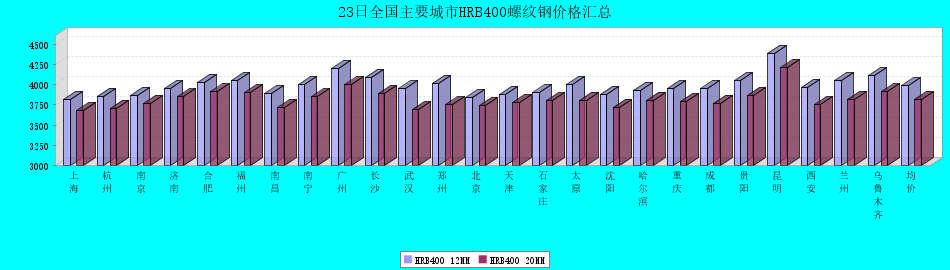 23日全国主要城市HRB400螺纹钢价格汇总
4500
4250
4000
3750
3500
3250
3000
上海
杭州
南京
济南
合肥
福州
南昌
南宁
广州
长沙
武汉
郑州
北京
天津
石家庄
太原
沈阳
哈尔滨
重庆
成都
贵阳
昆明
西安
兰州
乌鲁木齐
均价
HRB400 12MM
HRB400 20MM